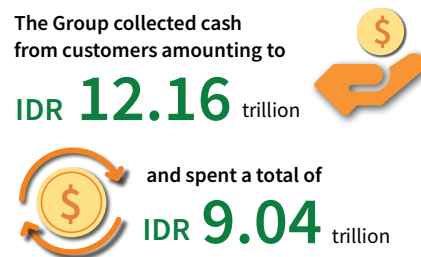 The Group collected cash
from customers amounting to
IDR 12.16 trillion
$
and spent a total of
$
IDR 9.04 trillion